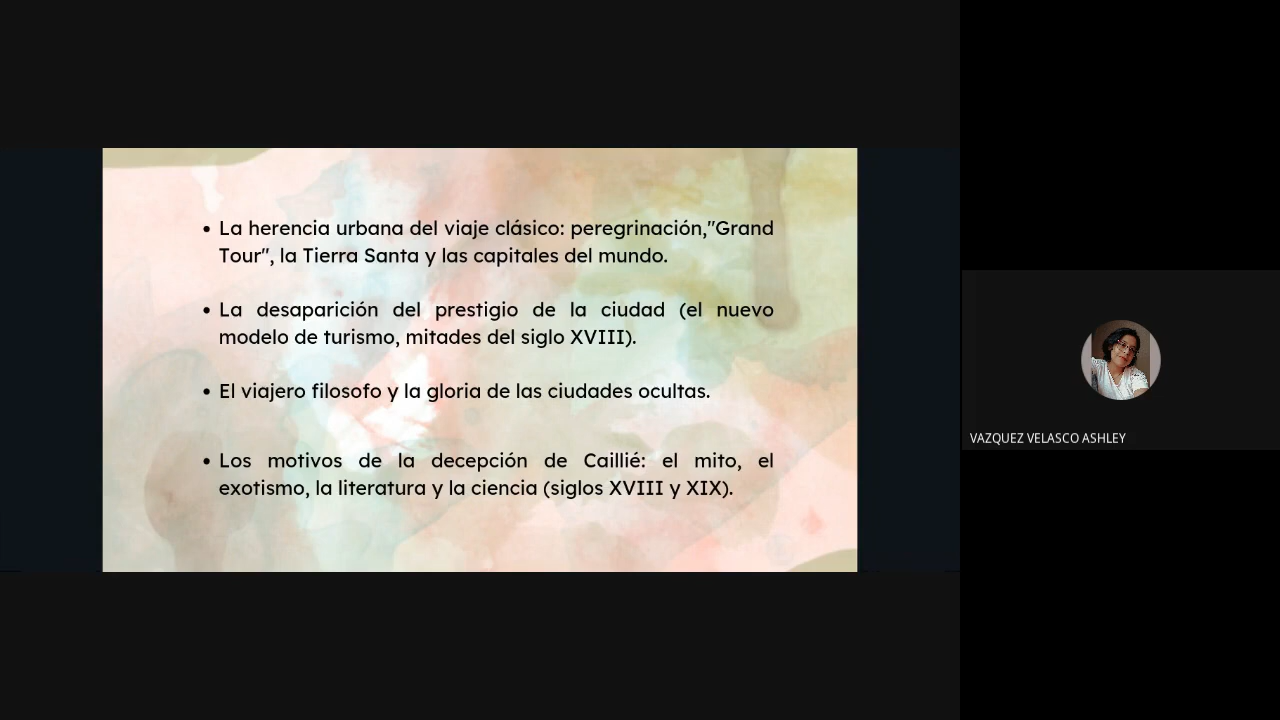 • La herencia urbana del viaje clásico: peregrinación,"Grand
Tour", la Tierra Santa y las capitales del mundo.
• La desaparición del prestigio de la ciudad (el nuevo
modelo de turismo, mitades del siglo XVIII).
• El viajero filosofo y la gloria de las ciudades ocultas.
• Los motivos de la decepción de Caillié: el mito, el
exotismo, la literatura y la ciencia (siglos XVIII y XIX).
VAZQUEZ VELASCO ASHLEY